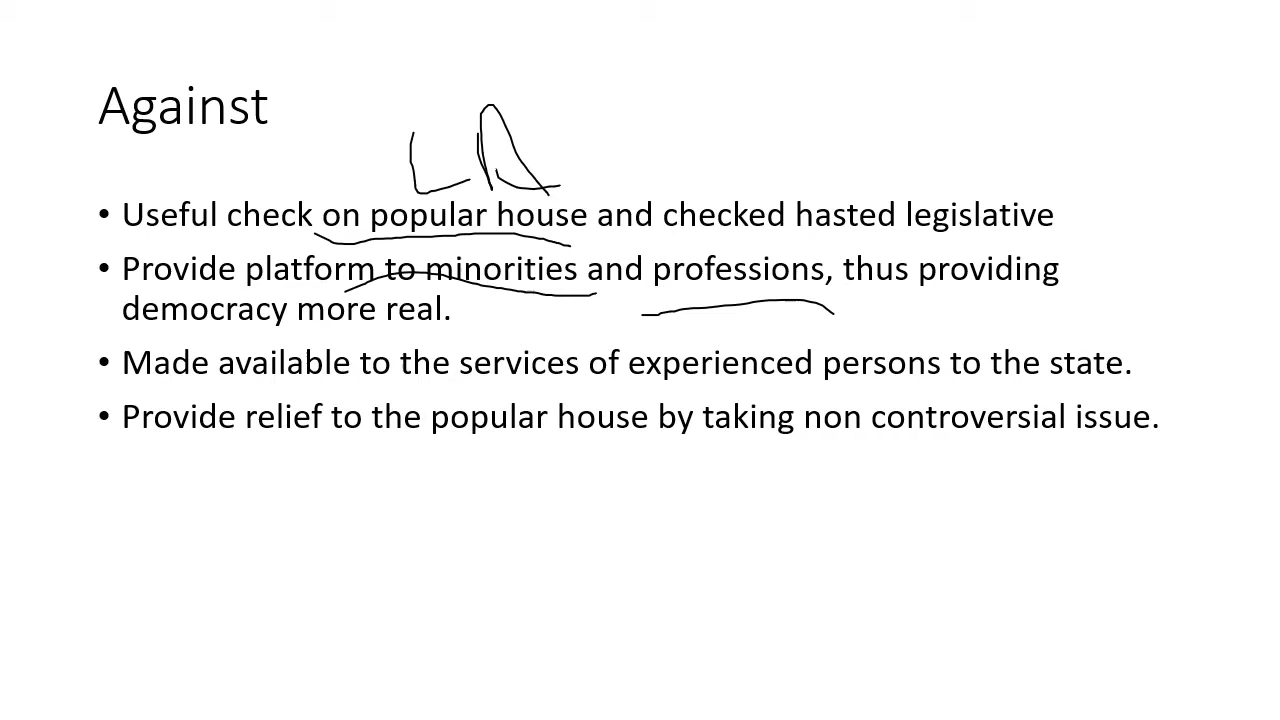 Against
LA
• Useful check on popular house and checked hasted legislative
• Provide platform to minorities and professions, thus providing
democracy more real.
• Made available to the services of experienced persons to the state.
• Provide relief to the popular house by taking non controversial issue.